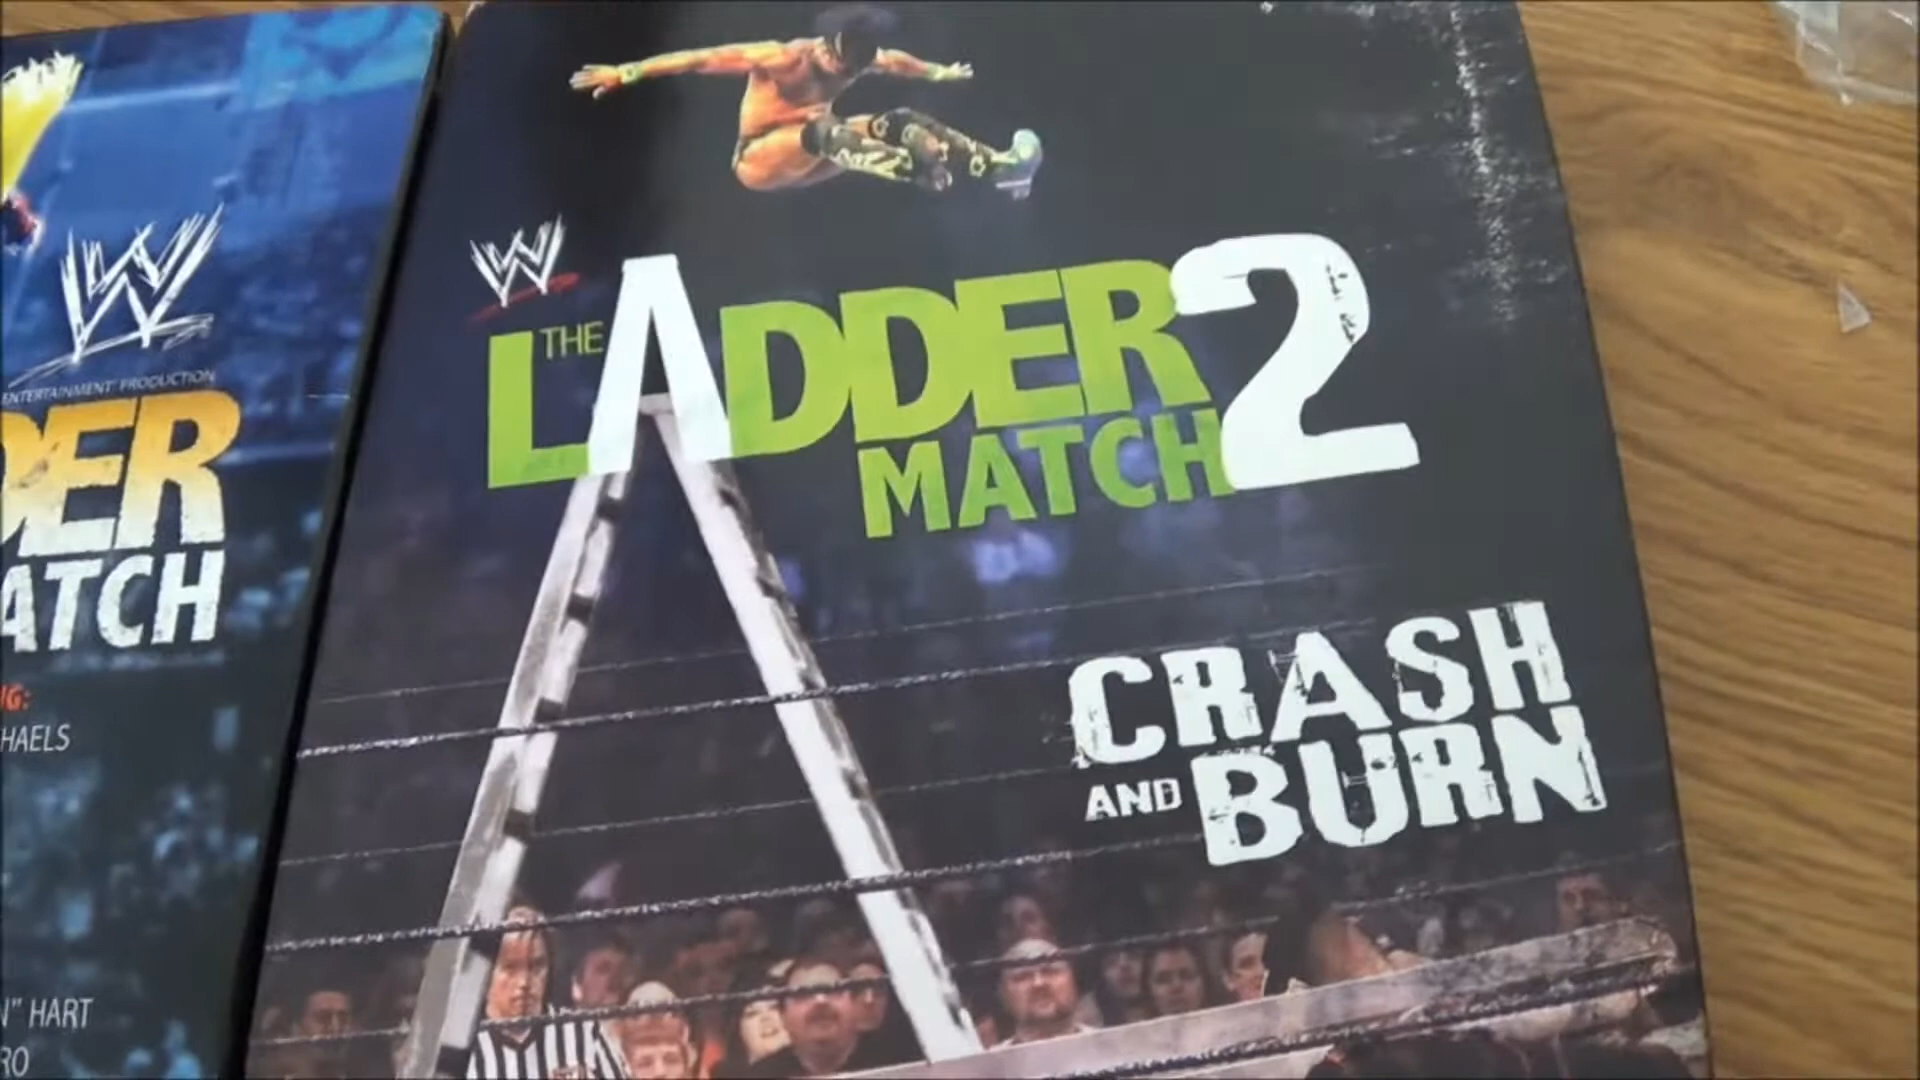 W
ENTERTAINMENT PRODUCTION
DER
ATCH
HAELS
N" HART
RO
W
THE
LADDER 2
MATCH
CRASH
AND BURN